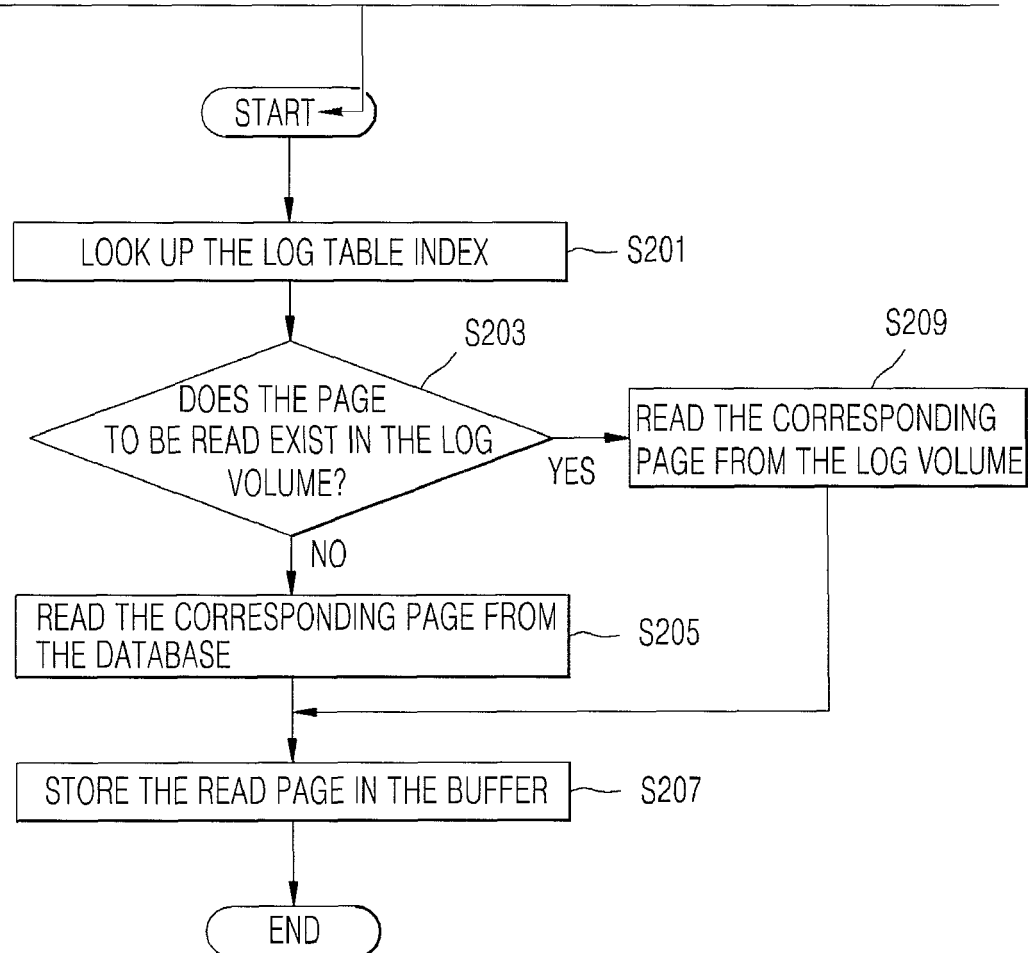 START
LOOK UP THE LOG TABLE INDEX
S201
S203
DOES THE PAGE
TO BE READ EXIST IN THE LOG
VOLUME?
YES
S209
READ THE CORRESPONDING
PAGE FROM THE LOG VOLUME
NO
READ THE CORRESPONDING PAGE FROM
THE DATABASE
S205
STORE THE READ PAGE IN THE BUFFER
S207
END